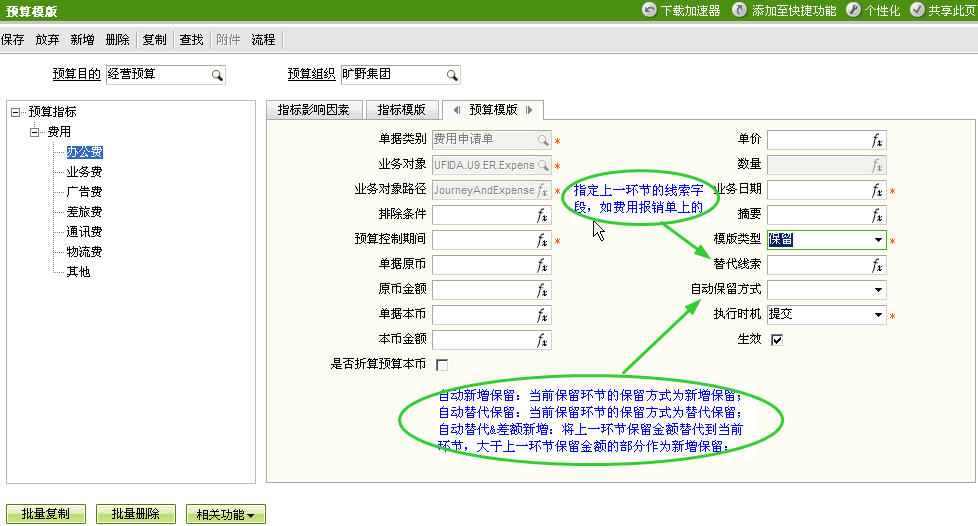 预算模版
下载加速器 添加至快捷功能 个性化 共享此页
保存 放弃 新增 删除 复制 查找 附件 流程
预算目的 经营预算 预算组织 旷野集团
预算指标
费用
办公费
业务费
广告费
差旅费
通讯费
物流费
其他
指标影响因素 指标模版 预算模版
单据类别 费用申请单 *
单价
业务对象 UFIDA.U9.ER.Expens *
数量
业务对象路径 JourneyAndExpense *
业务日期 *
排除条件
摘要
预算控制期间 *
模版类型 保留 *
单据原币
替代线索
原币金额
自动保留方式
单据本币
执行时机 提交 *
本币金额
生效
是否折算预算本币
指定上一环节的线索字
段，如费用报销单上的
自动新增保留：当前保留环节的保留方式为新增保留；
自动替代保留：当前保留环节的保留方式为替代保留；
自动替代&差额新增：将上一环节保留金额替代到当前
环节，大于上一环节保留金额的部分作为新增保留；
批量复制 批量删除 相关功能